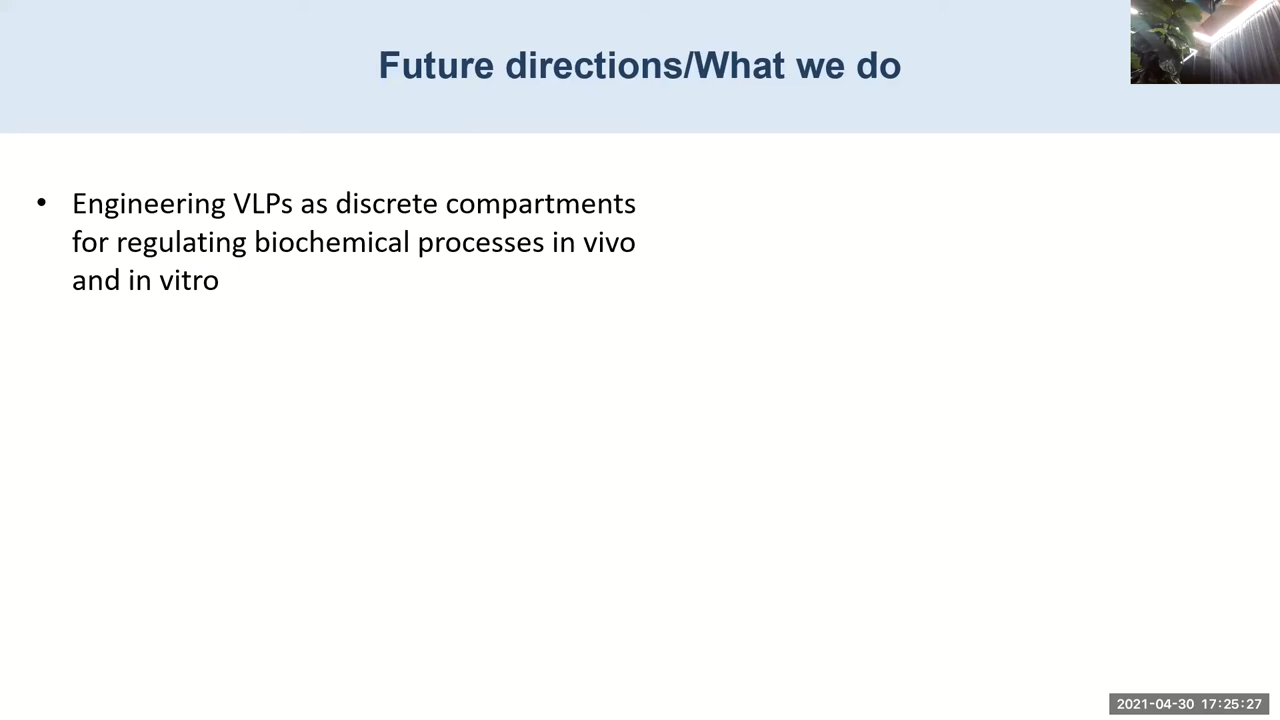 Future directions/What we do
• Engineering VLPs as discrete compartments
for regulating biochemical processes in vivo
and in vitro
2021-04-30 17:25:27